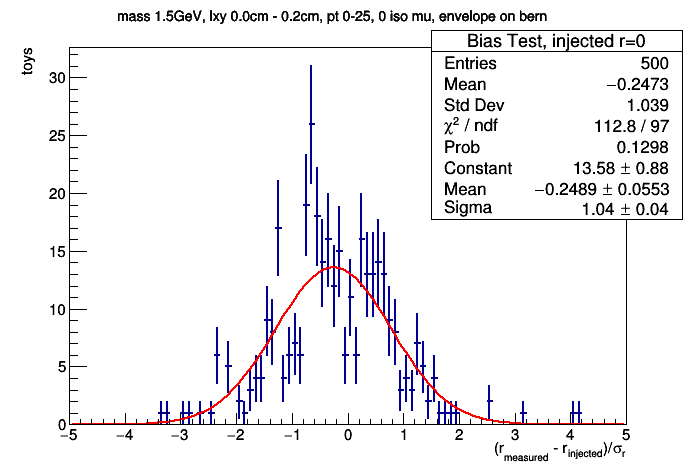 mass 1.5GeV, lxy 0.0cm - 0.2cm, pt 0-25, 0 iso mu, envelope on bern
Bias Test, injected r=0
Entries 500
Mean −0.2473
Std Dev 1.039
χ² / ndf 112.8 / 97
Prob 0.1298
Constant 13.58 ± 0.88
Mean −0.2489 ± 0.0553
Sigma 1.04 ± 0.04
toys
30
25
20
15
10
5
0
−5 −4 −3 −2 −1 0 1 2 3 4 5
(r_measured - r_injected)/σ_r